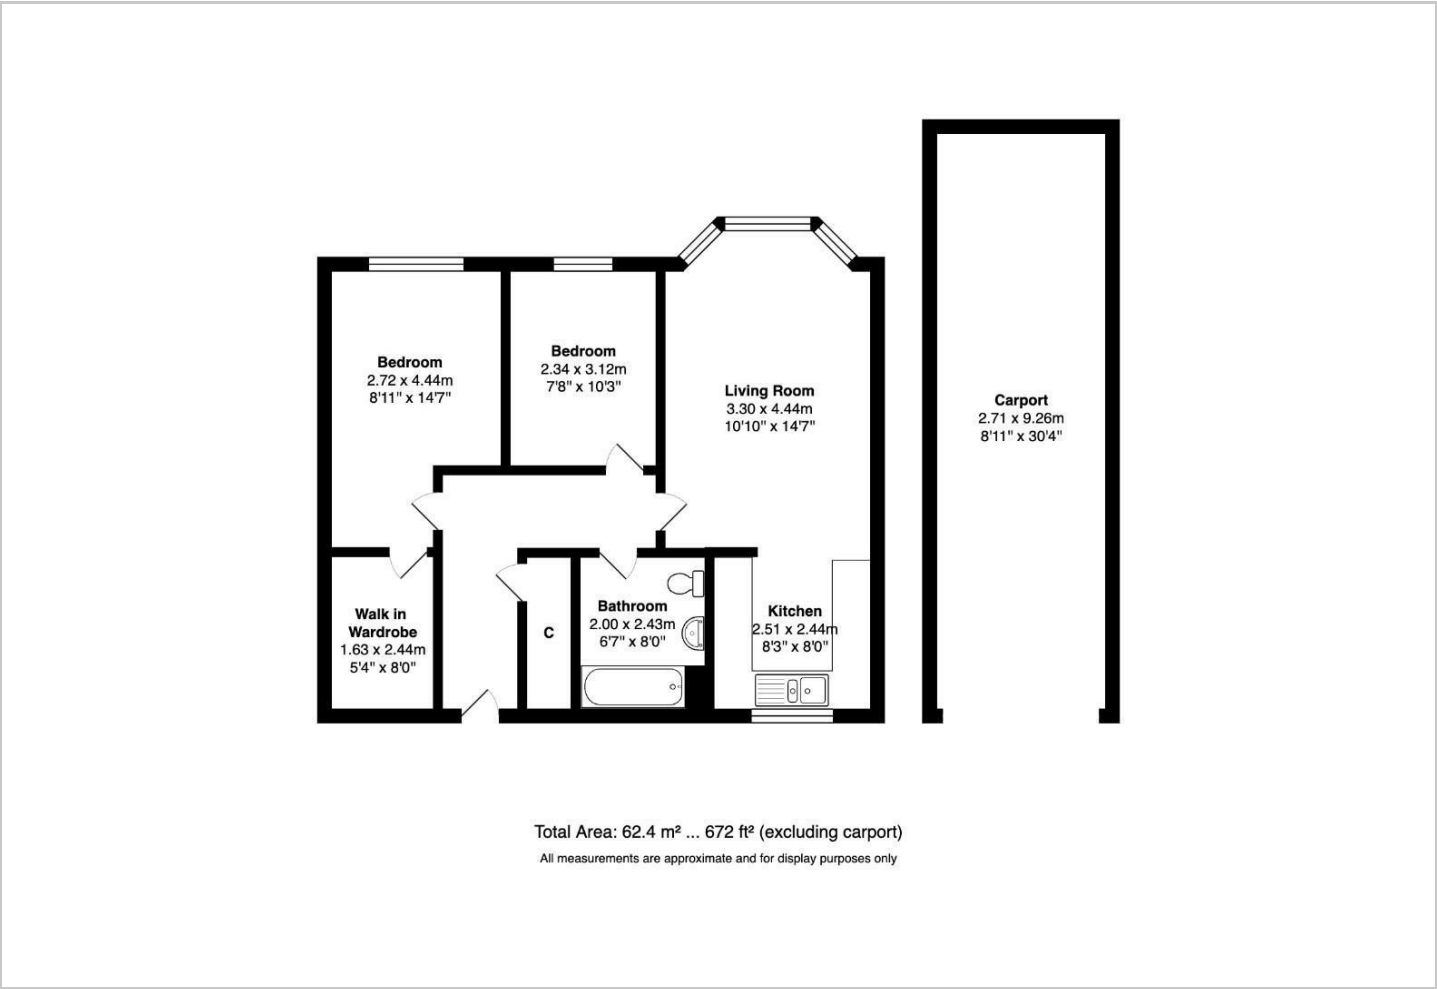 Bedroom
2.72 x 4.44m
8'11" x 14'7"
Bedroom
2.34 x 3.12m
7'8" x 10'3"
Living Room
3.30 x 4.44m
10'10" x 14'7"
Carport
2.71 x 9.26m
8'11" x 30'4"
Walk in
Wardrobe
1.63 x 2.44m
5'4" x 8'0"
C
Bathroom
2.00 x 2.43m
6'7" x 8'0"
Kitchen
2.51 x 2.44m
8'3" x 8'0"
Total Area: 62.4 m² ... 672 ft² (excluding carport)
All measurements are approximate and for display purposes only